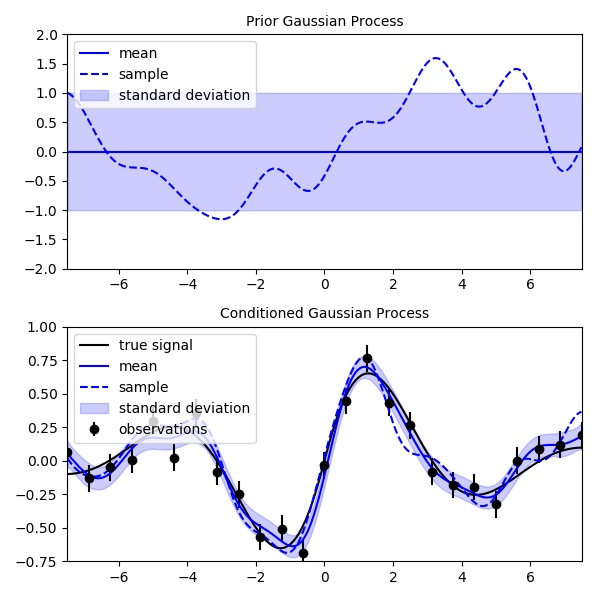 Prior Gaussian Process
2.0
1.5
1.0
0.5
0.0
−0.5
−1.0
−1.5
−2.0
mean
sample
standard deviation
−6 −4 −2 0 2 4 6
Conditioned Gaussian Process
1.00
0.75
0.50
0.25
0.00
−0.25
−0.50
−0.75
true signal
mean
sample
standard deviation
observations
−6 −4 −2 0 2 4 6